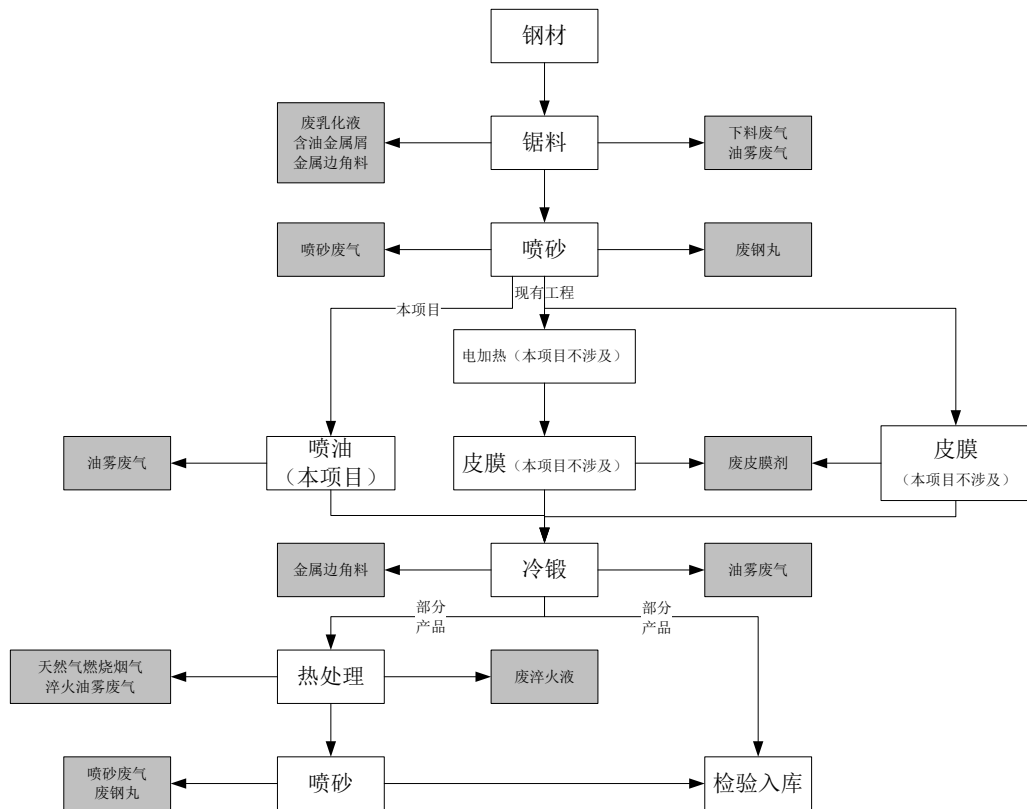 钢材
废乳化液
含油金属屑
金属边角料
锯料
下料废气
油雾废气
喷砂废气
喷砂
废钢丸
本项目
现有工程
电加热（本项目不涉及）
油雾废气
喷油
（本项目）
皮膜（本项目不涉及）
废皮膜剂
皮膜
（本项目不涉及）
金属边角料
冷锻
油雾废气
部分
产品
部分
产品
天然气燃烧烟气
淬火油雾废气
热处理
废淬火液
喷砂废气
废钢丸
喷砂
检验入库